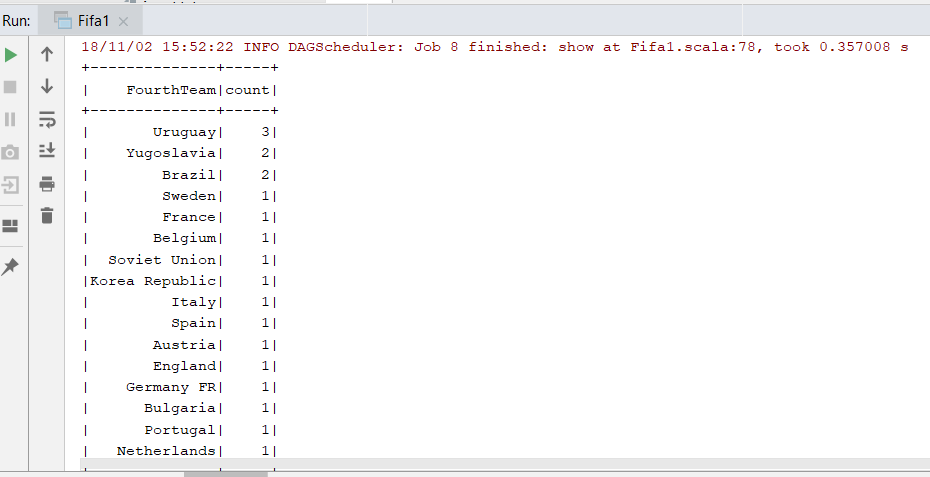 Run: Fifa1
18/11/02 15:52:22 INFO DAGScheduler: Job 8 finished: show at Fifa1.scala:78, took 0.357008 s
+--------------+-----+
|    FourthTeam|count|
+--------------+-----+
|       Uruguay|    3|
|    Yugoslavia|    2|
|        Brazil|    2|
|        Sweden|    1|
|        France|    1|
|       Belgium|    1|
|  Soviet Union|    1|
|Korea Republic|    1|
|         Italy|    1|
|         Spain|    1|
|       Austria|    1|
|       England|    1|
|    Germany FR|    1|
|      Bulgaria|    1|
|      Portugal|    1|
|   Netherlands|    1|